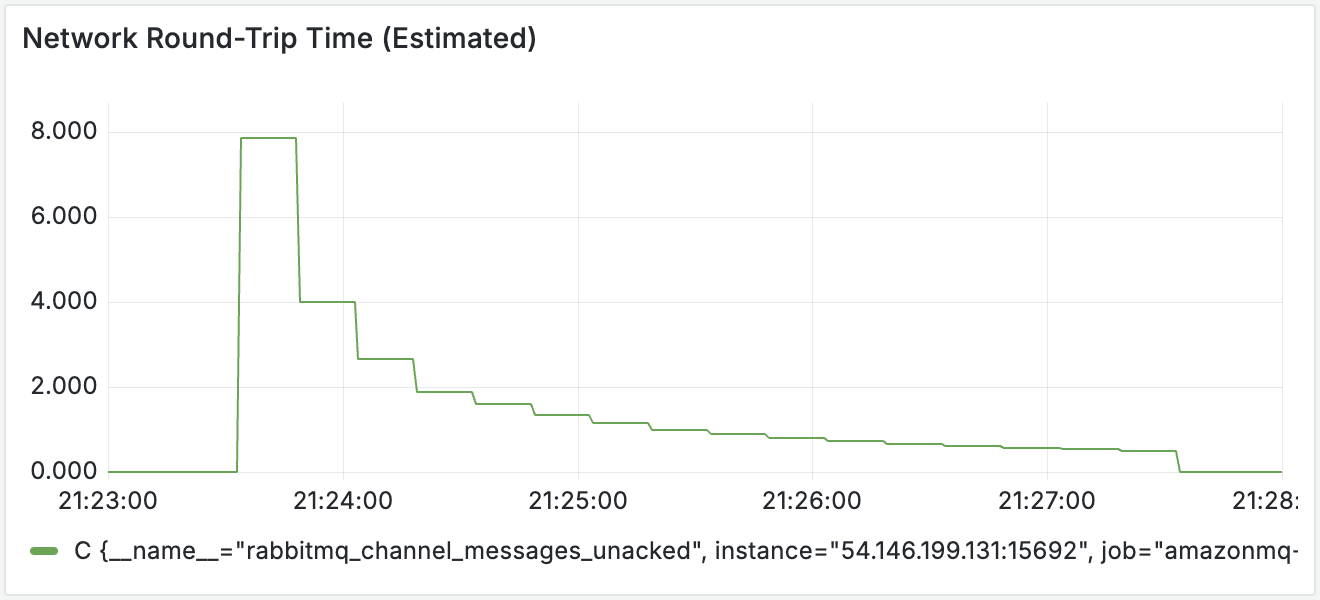 Network Round-Trip Time (Estimated)
8.000
6.000
4.000
2.000
0.000
21:23:00 21:24:00 21:25:00 21:26:00 21:27:00 21:28:
C {__name__="rabbitmq_channel_messages_unacked", instance="54.146.199.131:15692", job="amazonmq-